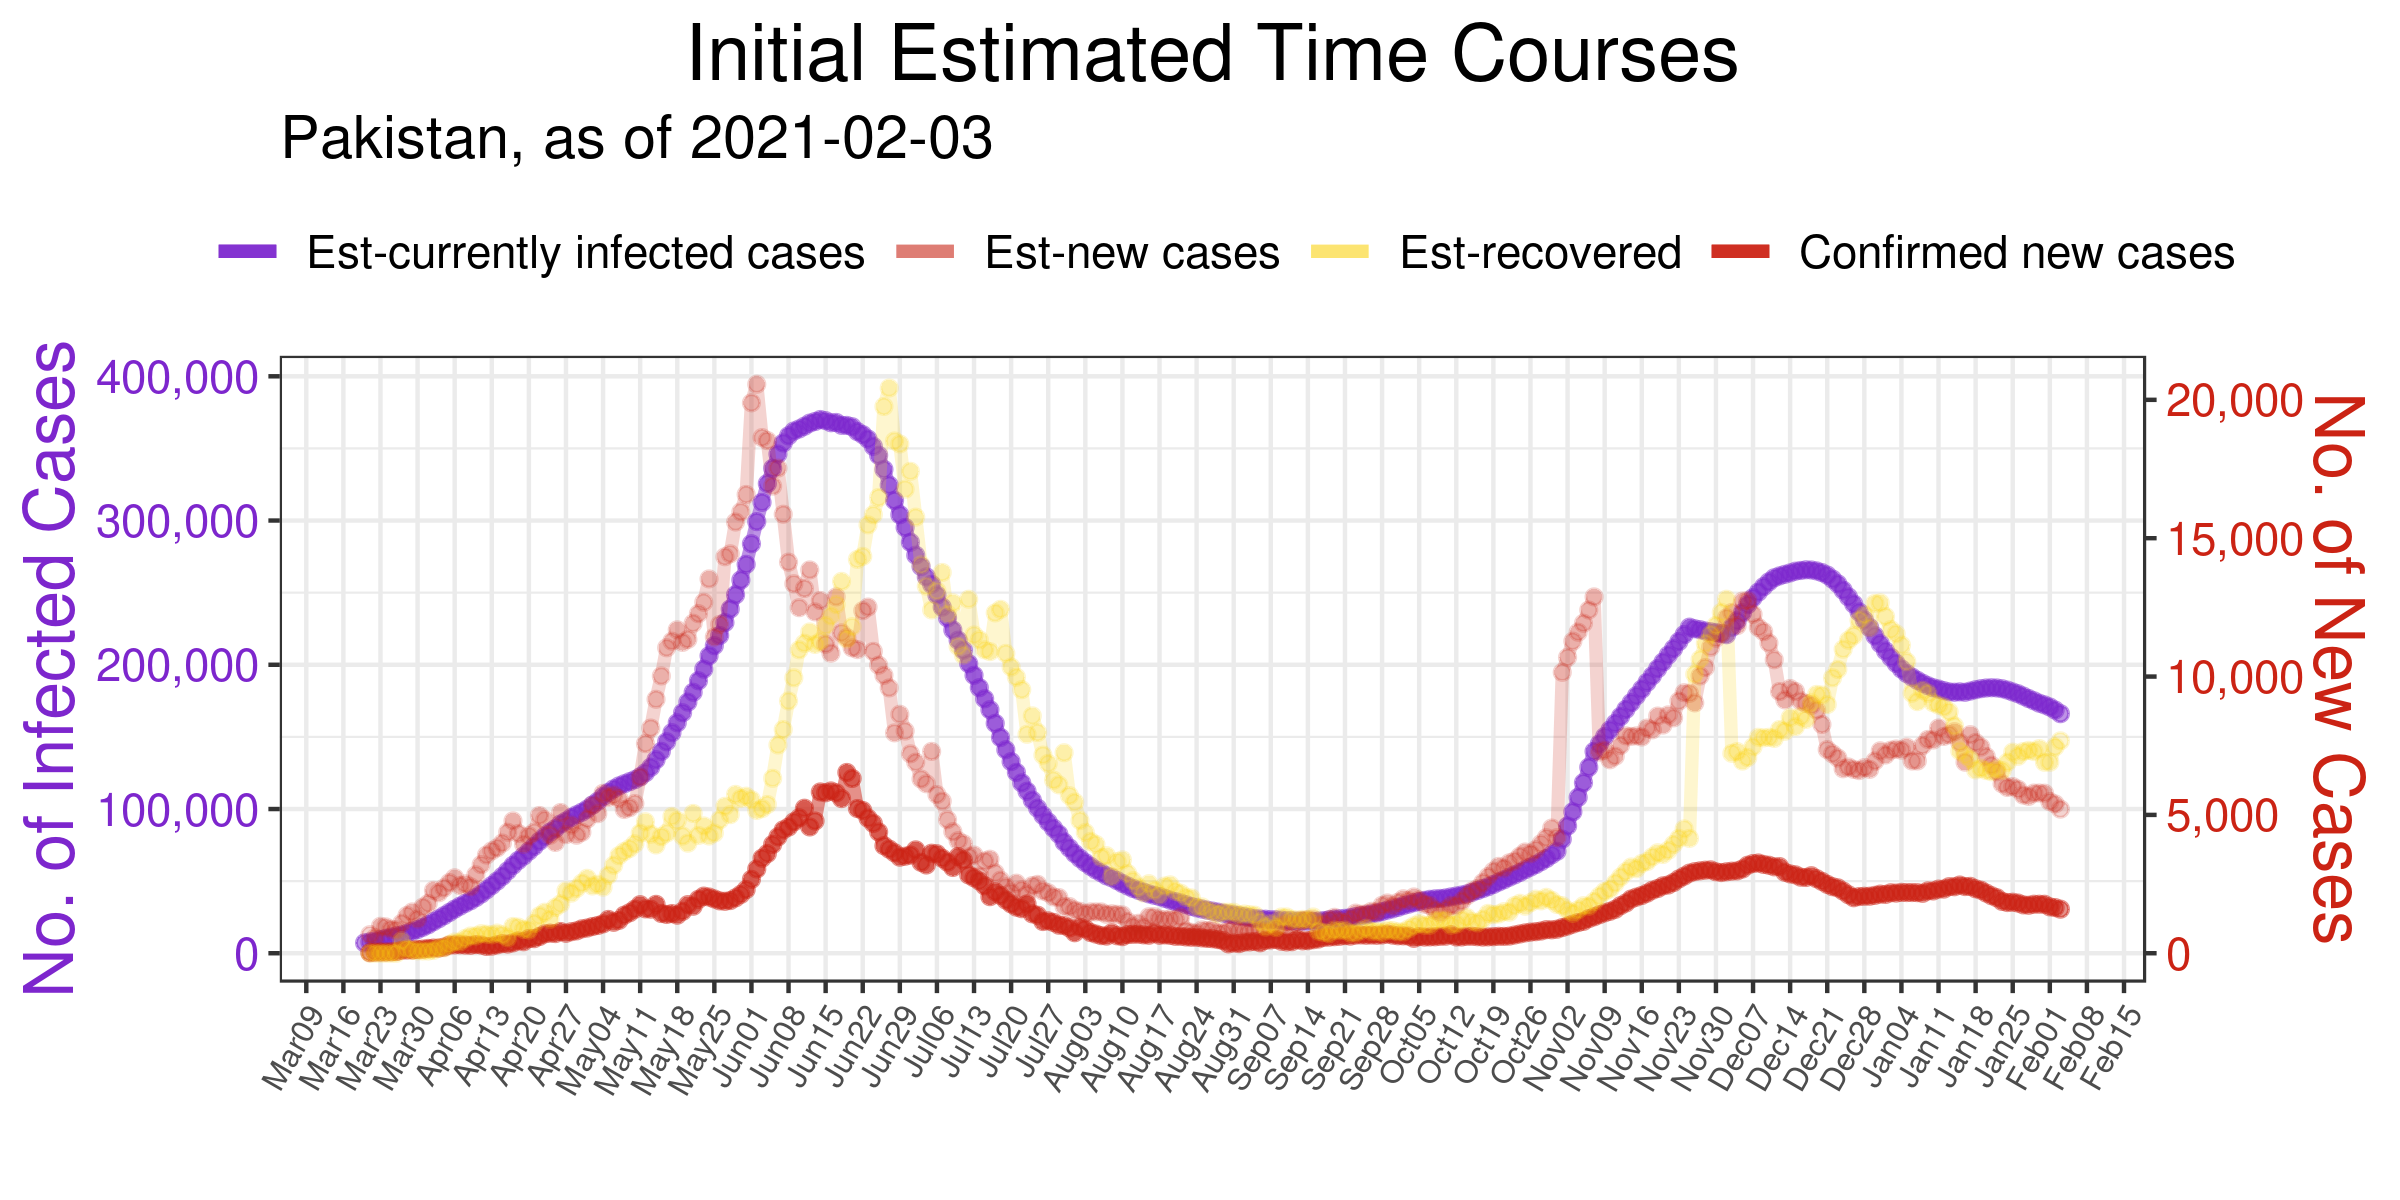 Initial Estimated Time Courses
Pakistan, as of 2021-02-03
Est-currently infected cases Est-new cases Est-recovered Confirmed new cases
No. of Infected Cases
400,000
300,000
200,000
100,000
0
20,000
15,000
10,000
5,000
0
No. of New Cases
Mar09 Mar16 Mar23 Mar30 Apr06 Apr13 Apr20 Apr27 May04 May11 May18 May25 Jun01 Jun08 Jun15 Jun22 Jun29 Jul06 Jul13 Jul20 Jul27 Aug03 Aug10 Aug17 Aug24 Aug31 Sep07 Sep14 Sep21 Sep28 Oct05 Oct12 Oct19 Oct26 Nov02 Nov09 Nov16 Nov23 Nov30 Dec07 Dec14 Dec21 Dec28 Jan04 Jan11 Jan18 Jan25 Feb01 Feb08 Feb15